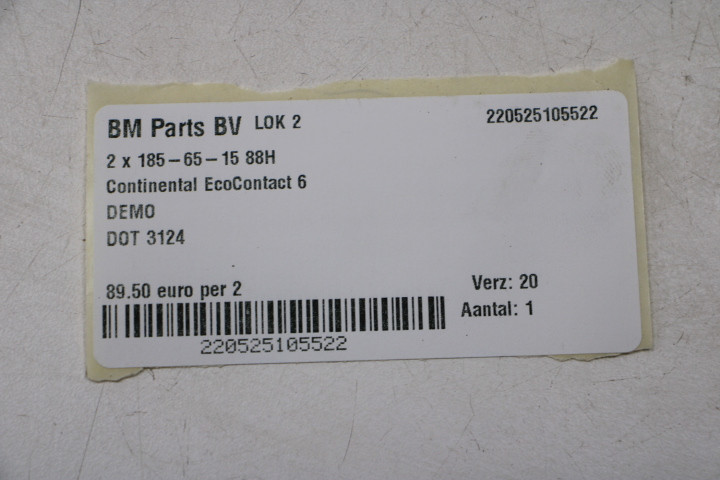 BM Parts BV LOK 2 220525105522
2 x 185-65-15 88H
Continental EcoContact 6
DEMO
DOT 3124
89.50 euro per 2 Verz: 20
Aantal: 1
220525105522